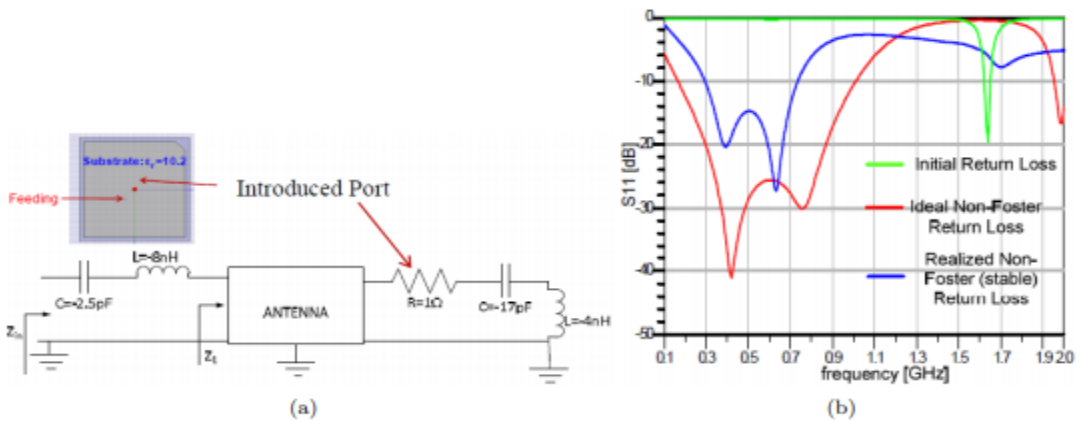 Substrate:εr=10.2
Feeding
Introduced Port
L=-8nH
C=-2.5pF
ANTENNA
R=1Ω
C=-17pF
L=-4nH
Zin
(a)
S11 [dB]
0
-10
-20
-30
-40
-50
Initial Return Loss
Ideal Non-Foster
Return Loss
Realized Non-
Foster (stable)
Return Loss
0.1 0.3 0.5 0.7 0.9 1.1 1.3 1.5 1.7 1.9 2.0
frequency [GHz]
(b)